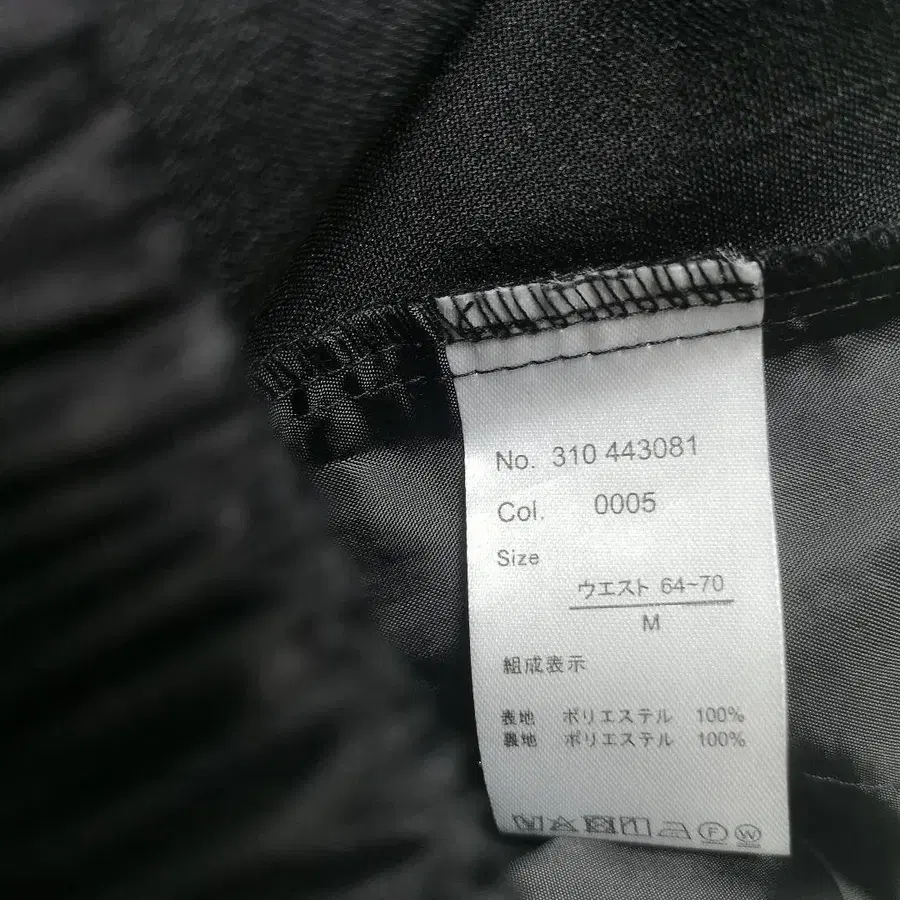 No. 310 443081
Col. 0005
Size
ウエスト 64~70
M
組成表示
表地 ポリエステル 100%
裏地 ポリエステル 100%
F W